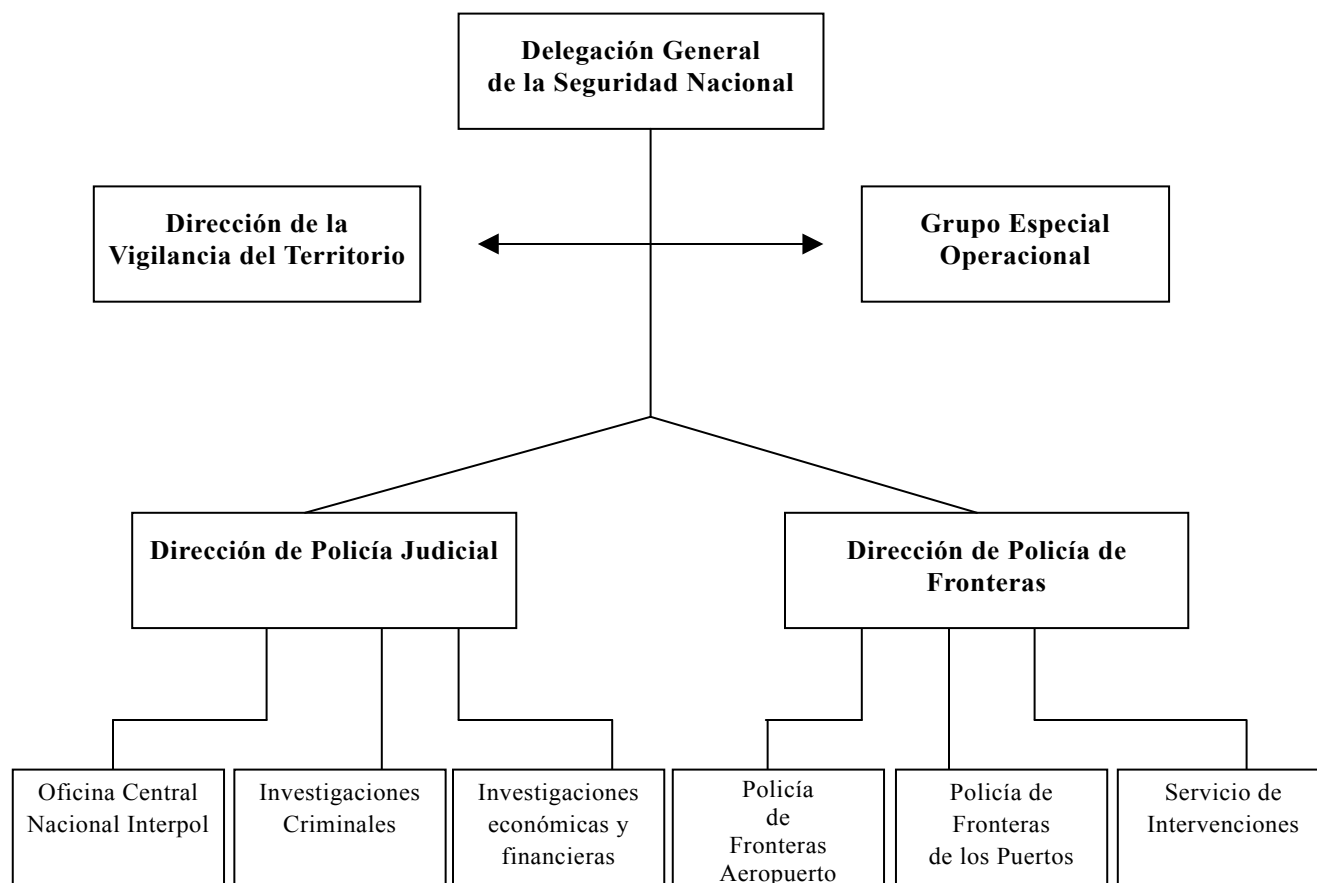 Delegación General
de la Seguridad Nacional
Dirección de la
Vigilancia del Territorio
Grupo Especial
Operacional
Dirección de Policía Judicial
Dirección de Policía de
Fronteras
Oficina Central
Nacional Interpol
Investigaciones
Criminales
Investigaciones
económicas y
financieras
Policía
de
Fronteras
Aeropuerto
Policía de
Fronteras
de los Puertos
Servicio de
Intervenciones